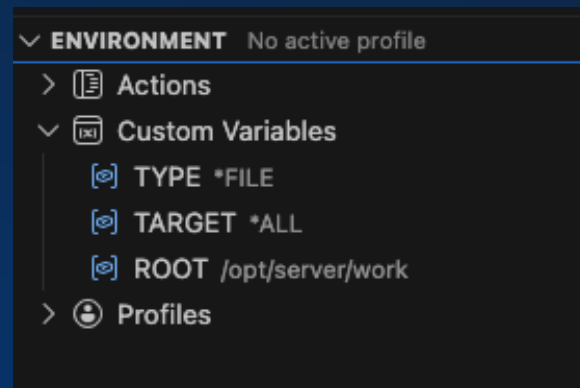 ENVIRONMENT No active profile
Actions
Custom Variables
TYPE *FILE
TARGET *ALL
ROOT /opt/server/work
Profiles